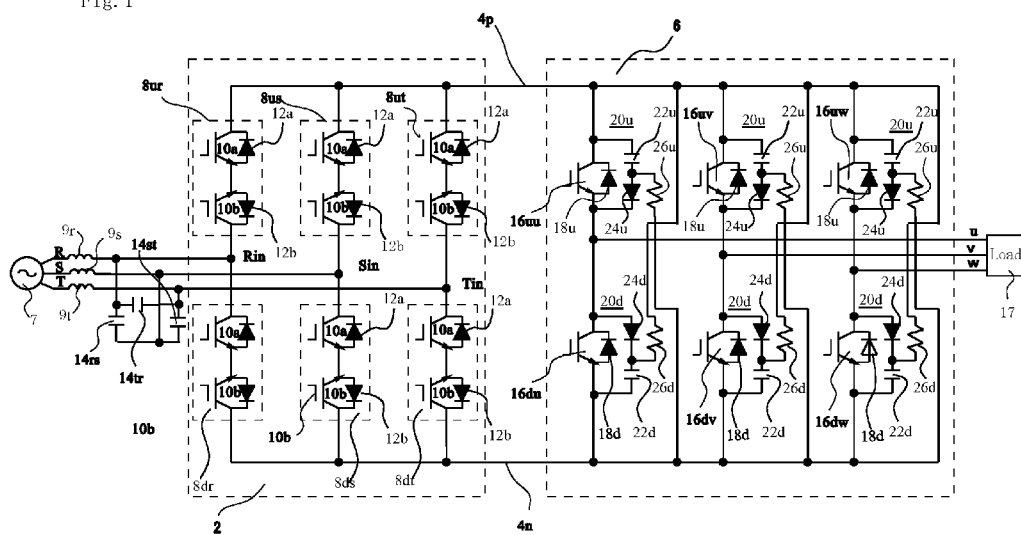 Fig. 1
2
4p
6
8ur
8us
8ut
12a
12a
12a
10a
10a
10a
10b
10b
10b
12b
12b
12b
16uu
16uv
16uw
20u
20u
20u
22u
22u
22u
26u
26u
26u
18u
18u
18u
24u
24u
24u
9r
9s
9t
R
S
T
7
14st
14rs
14tr
Rin
Sin
Tin
u
v
w
Load
17
10a
10a
10a
12a
12a
10b
10b
10b
12b
12b
10b
10b
8dr
8ds
8dt
20d
20d
20d
24d
24d
16dn
16dv
16dw
18d
18d
18d
22d
22d
22d
26d
26d
26d
4n